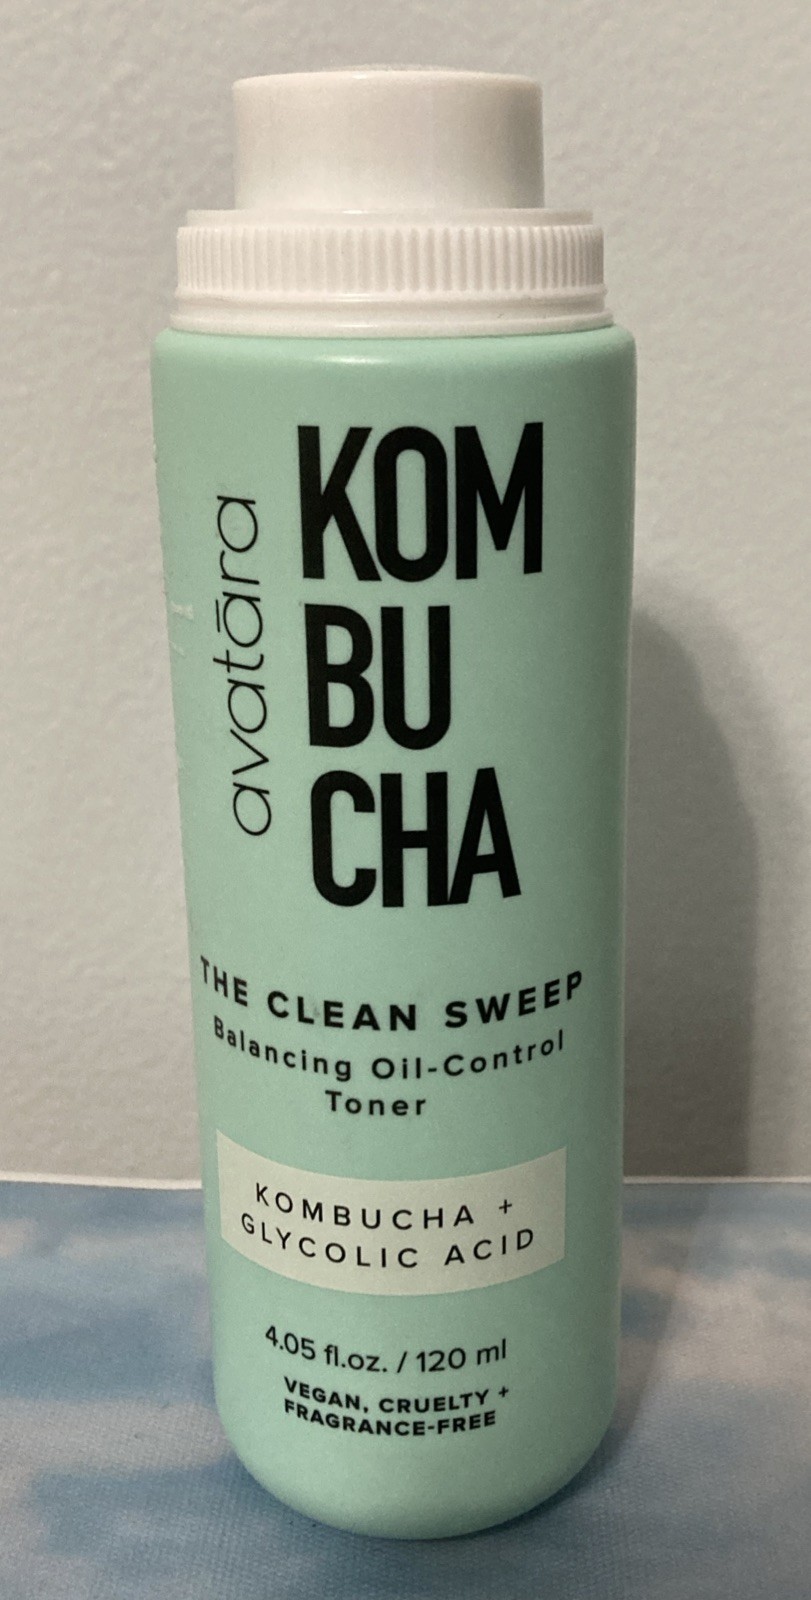 avatāra
KOM
BU
CHA
THE CLEAN SWEEP
Balancing Oil-Control
Toner
KOMBUCHA +
GLYCOLIC ACID
4.05 fl.oz. / 120 ml
VEGAN, CRUELTY +
FRAGRANCE-FREE